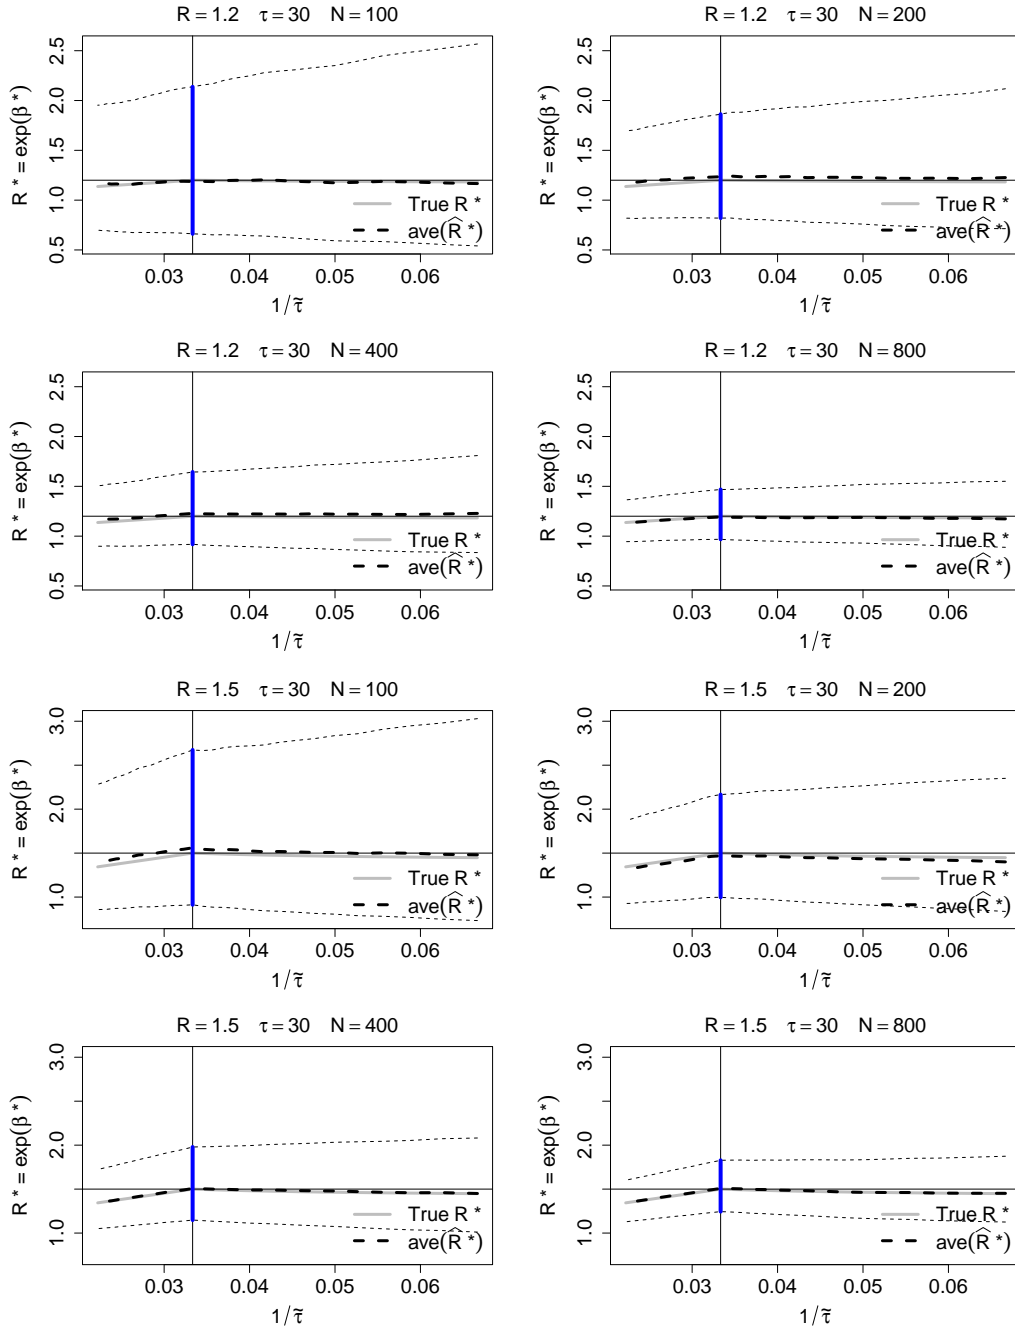 R = 1.2 τ = 30 N = 100
R * = exp(β *)
2.5
2.0
1.5
1.0
0.5
True R *
ave(R̂ *)
0.03 0.04 0.05 0.06
1/τ̃
R = 1.2 τ = 30 N = 200
R * = exp(β *)
2.5
2.0
1.5
1.0
0.5
True R *
ave(R̂ *)
0.03 0.04 0.05 0.06
1/τ̃
R = 1.2 τ = 30 N = 400
R * = exp(β *)
2.5
2.0
1.5
1.0
0.5
True R *
ave(R̂ *)
0.03 0.04 0.05 0.06
1/τ̃
R = 1.2 τ = 30 N = 800
R * = exp(β *)
2.5
2.0
1.5
1.0
0.5
True R *
ave(R̂ *)
0.03 0.04 0.05 0.06
1/τ̃
R = 1.5 τ = 30 N = 100
R * = exp(β *)
3.0
2.0
1.0
True R *
ave(R̂ *)
0.03 0.04 0.05 0.06
1/τ̃
R = 1.5 τ = 30 N = 200
R * = exp(β *)
3.0
2.0
1.0
True R *
ave(R̂ *)
0.03 0.04 0.05 0.06
1/τ̃
R = 1.5 τ = 30 N = 400
R * = exp(β *)
3.0
2.0
1.0
True R *
ave(R̂ *)
0.03 0.04 0.05 0.06
1/τ̃
R = 1.5 τ = 30 N = 800
R * = exp(β *)
3.0
2.0
1.0
True R *
ave(R̂ *)
0.03 0.04 0.05 0.06
1/τ̃